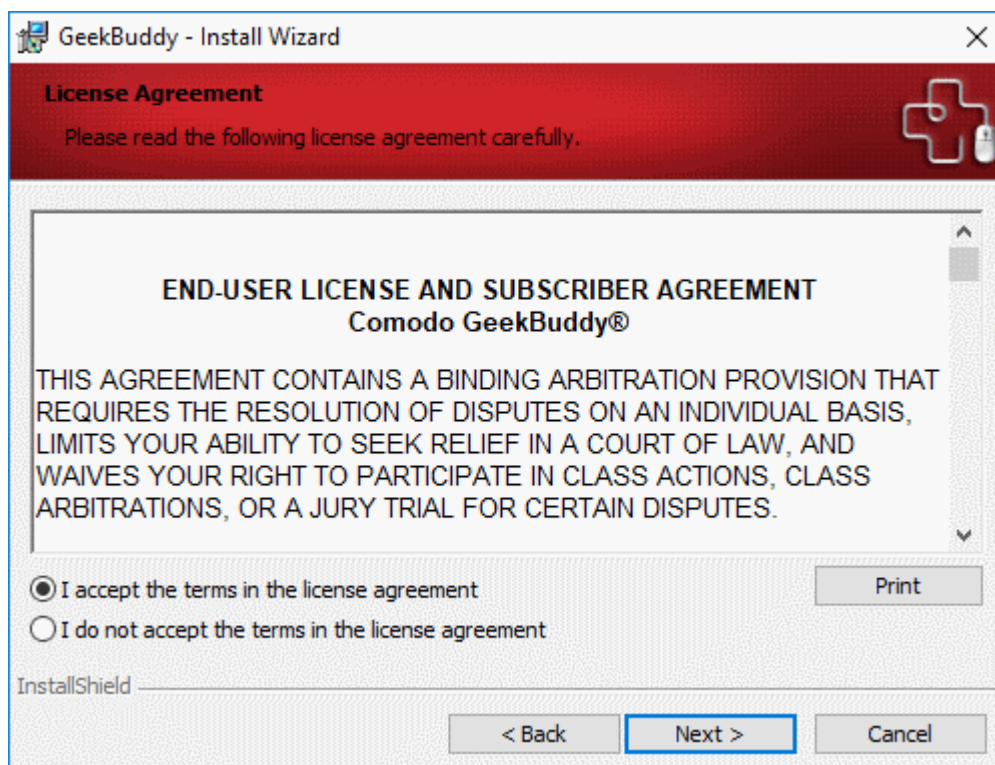 GeekBuddy - Install Wizard
License Agreement
Please read the following license agreement carefully.
END-USER LICENSE AND SUBSCRIBER AGREEMENT
Comodo GeekBuddy®
THIS AGREEMENT CONTAINS A BINDING ARBITRATION PROVISION THAT
REQUIRES THE RESOLUTION OF DISPUTES ON AN INDIVIDUAL BASIS,
LIMITS YOUR ABILITY TO SEEK RELIEF IN A COURT OF LAW, AND
WAIVES YOUR RIGHT TO PARTICIPATE IN CLASS ACTIONS, CLASS
ARBITRATIONS, OR A JURY TRIAL FOR CERTAIN DISPUTES.
I accept the terms in the license agreement
Print
I do not accept the terms in the license agreement
InstallShield
< Back
Next >
Cancel